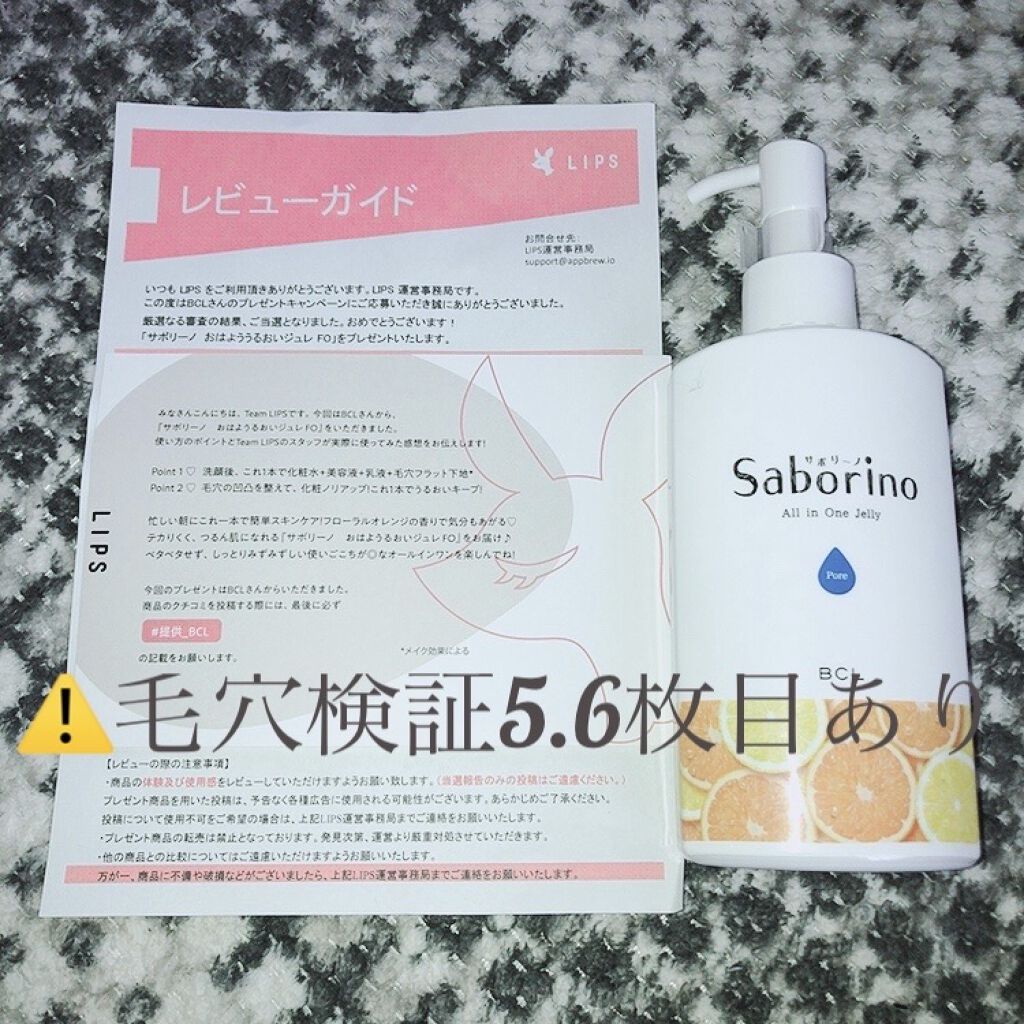 LIPS
レビューガイド
お問合せ先:
LIPS運営事務局
support@appbrew.io
いつも LIPS をご利用頂きありがとうございます。LIPS 運営事務局です。
この度はBCLさんのプレゼントキャンペーンにご応募いただき誠にありがとうございました。
厳選なる審査の結果、ご当選となりました。おめでとうございます！
「サボリーノ　おはよううるおいジュレ FO」をプレゼントいたします。
みなさんこんにちは、Team LIPSです。今回はBCLさんから、
「サボリーノ　おはよううるおいジュレ FO」をいただきました。
使い方のポイントとTeam LIPSのスタッフが実際に使ってみた感想をお伝えします!
Point 1♡ 洗顔後、これ1本で化粧水+美容液+乳液+毛穴フラット下地*
Point 2♡ 毛穴の凹凸を整えて、化粧ノリアップ!これ1本でうるおいキープ!
忙しい朝にこれ一本で簡単スキンケア!フローラルオレンジの香りで気分もあがる♡
テカりにくく、つるん肌になれる「サボリーノ　おはよううるおいジュレ FO」をお届け♪
ベタベタせず、しっとりみずみずしい使いごこちが◎なオールインワンを楽しんでね!
今回のプレゼントはBCLさんからいただきました。
商品のクチコミを投稿する際には、最後に必ず
#提供_BCL
の記載をお願いします。
*メイク効果による
LIPS
サボリーノ
Saborino
All in One Jelly
Pore
BCL
⚠毛穴検証5.6枚目あり
【レビューの際の注意事項】
・商品の体験及び使用感をレビューしていただけますようお願い致します。（当選報告のみの投稿はご遠慮ください。）
プレゼント商品を用いた投稿は、予告なく各種広告に使用される可能性がございます。あらかじめご了承ください。
投稿について使用不可をご希望の場合は、上記LIPS運営事務局までご連絡をお願いいたします。
・プレゼント商品の転売は禁止となっております。発見次第、運営より厳重対処させていただきます。
・他の商品との比較についてはご遠慮いただけますようお願いいたします。
万が一、商品に不備や破損などがございましたら、上記LIPS運営事務局までご連絡をお願いいたします。